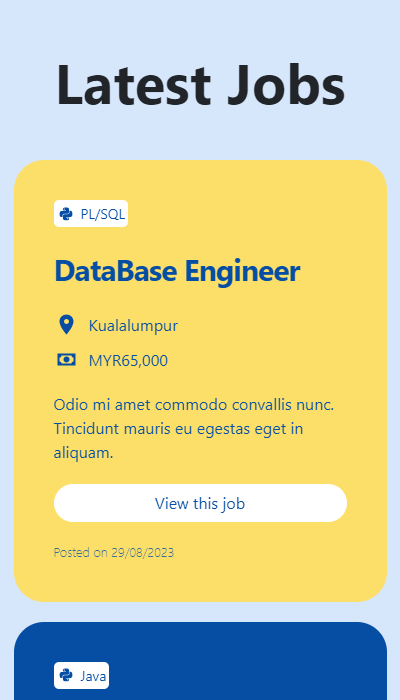 Latest Jobs
PL/SQL
DataBase Engineer
Kualalumpur
MYR65,000
Odio mi amet commodo convallis nunc.
Tincidunt mauris eu egestas eget in
aliquam.
View this job
Posted on 29/08/2023
Java